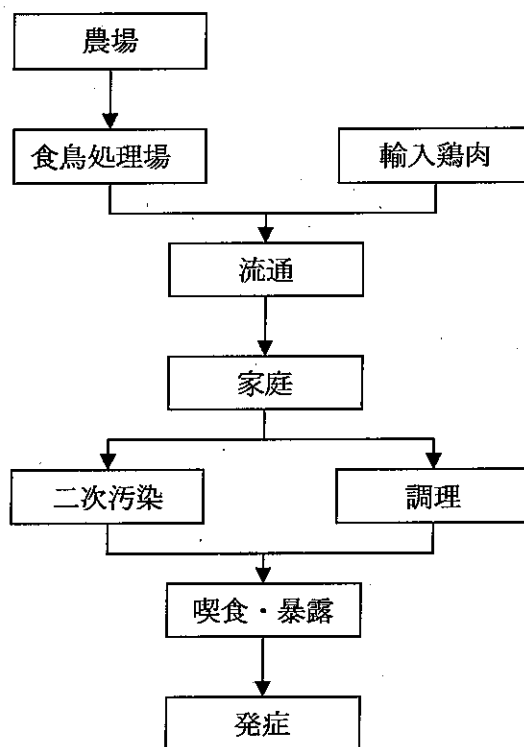 農場
食鳥処理場
輸入鶏肉
流通
家庭
二次汚染
調理
喫食・暴露
発症